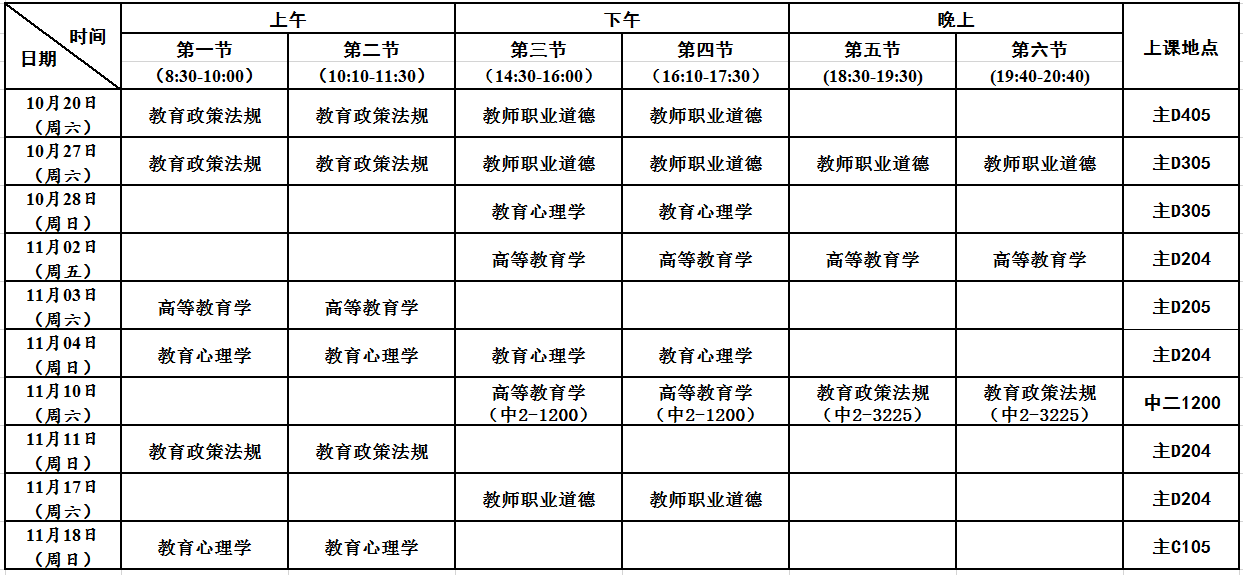 时间
日期
上午 下午 晚上 上课地点
第一节 第二节 第三节 第四节 第五节 第六节
(8:30-10:00) (10:10-11:30) (14:30-16:00) (16:10-17:30) (18:30-19:30) (19:40-20:40)
10月20日
（周六）
教育政策法规 教育政策法规 教师职业道德 教师职业道德 主D405
10月27日
（周六）
教育政策法规 教育政策法规 教师职业道德 教师职业道德 教师职业道德 教师职业道德 主D305
10月28日
（周日）
教育心理学 教育心理学 主D305
11月02日
（周五）
高等教育学 高等教育学 高等教育学 高等教育学 主D204
11月03日
（周六）
高等教育学 高等教育学 主D205
11月04日
（周日）
教育心理学 教育心理学 教育心理学 教育心理学 主D204
11月10日
（周六）
高等教育学 高等教育学 教育政策法规 教育政策法规 中二1200
（中2-1200） （中2-1200） （中2-3225） （中2-3225）
11月11日
（周日）
教育政策法规 教育政策法规 主D204
11月17日
（周六）
教师职业道德 教师职业道德 主D204
11月18日
（周日）
教育心理学 教育心理学 主C105